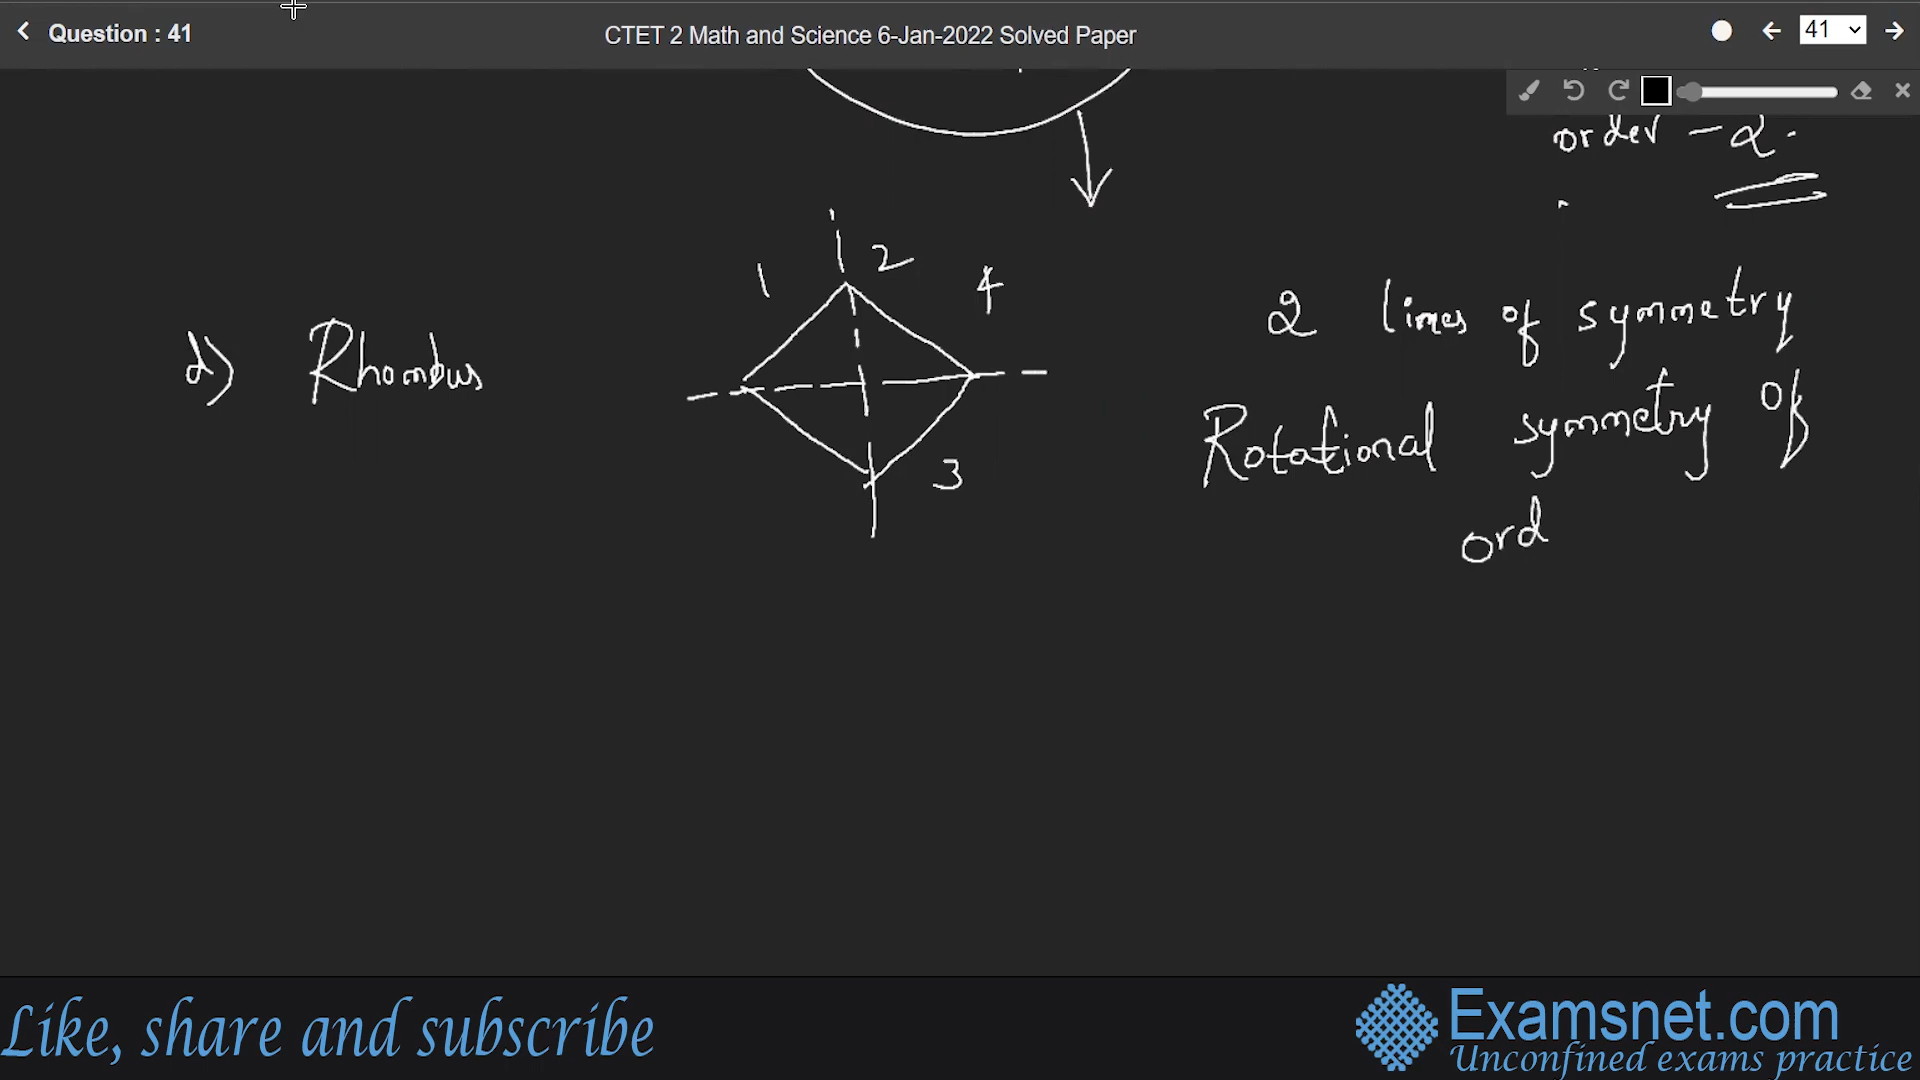 Question : 41
CTET 2 Math and Science 6-Jan-2022 Solved Paper
41
order - 2.
1
2
4
2 lines of symmetry
d) Rhombus
Rotational symmetry of
3
ord
Like, share and subscribe
Examsnet.com
Unconfined exams practice